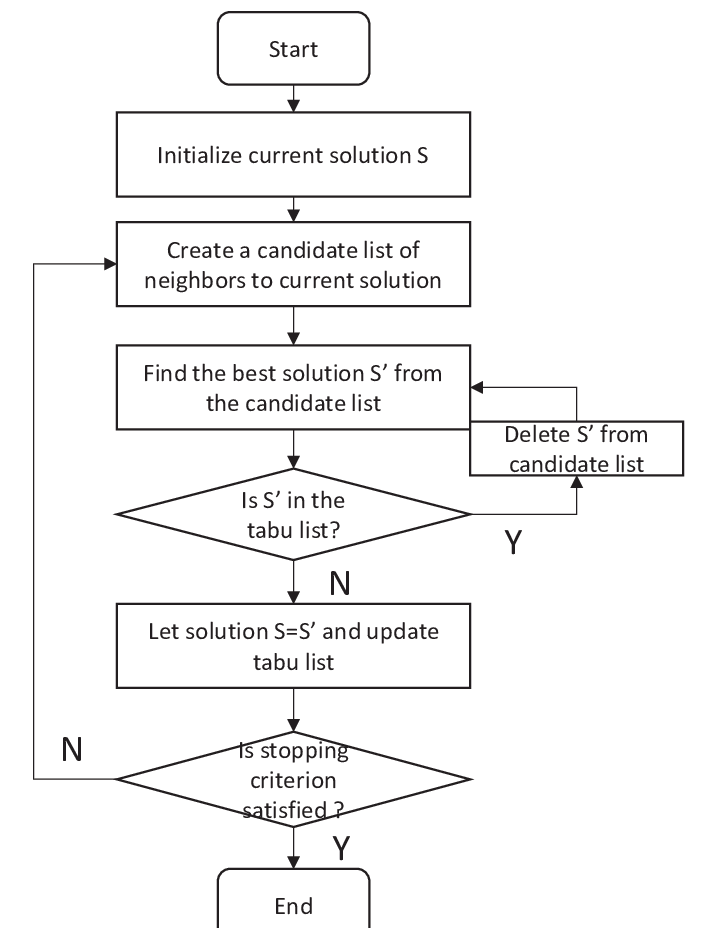 Start
Initialize current solution S
Create a candidate list of
neighbors to current solution
Find the best solution S’ from
the candidate list
Delete S’ from
candidate list
Is S’ in the
tabu list?
Y
N
Let solution S=S’ and update
tabu list
Is stopping
criterion
satisfied ?
N
Y
End